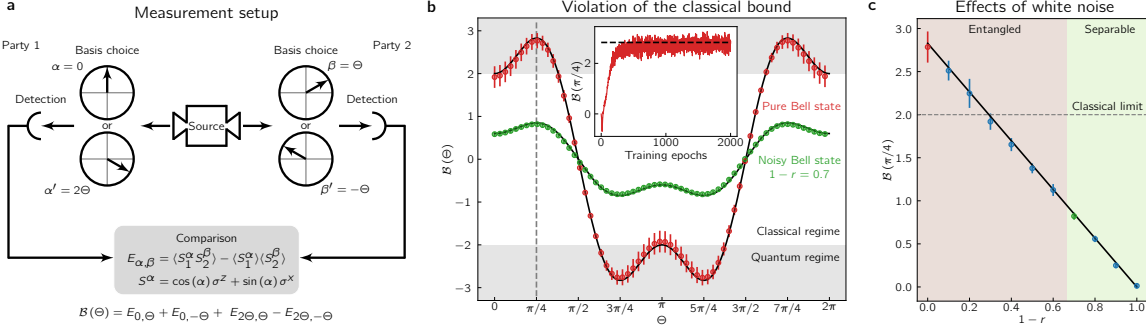 a
Measurement setup
Party 1
Basis choice
α = 0
Basis choice
β = Θ
Party 2
Detection
Detection
or
Source
or
α′ = 2Θ
β′ = −Θ
Comparison
E_{α,β} = ⟨S_1^α S_2^β⟩ − ⟨S_1^α⟩⟨S_2^β⟩
S^α = cos (α) σ^z + sin (α) σ^x
ℬ(Θ) = E_{0,Θ} + E_{0,−Θ} + E_{2Θ,Θ} − E_{2Θ,−Θ}
b
Violation of the classical bound
3
2
1
0
−1
−2
−3
ℬ(Θ)
2
0
ℬ(π/4)
0
1000
2000
Training epochs
Pure Bell state
Noisy Bell state
1 − r = 0.7
Classical regime
Quantum regime
0
π/4
π/2
3π/4
π
5π/4
3π/2
7π/4
2π
Θ
c
Effects of white noise
Entangled
Separable
Classical limit
3.0
2.5
2.0
1.5
1.0
0.5
0.0
ℬ(π/4)
0.0
0.2
0.4
0.6
0.8
1.0
1 − r